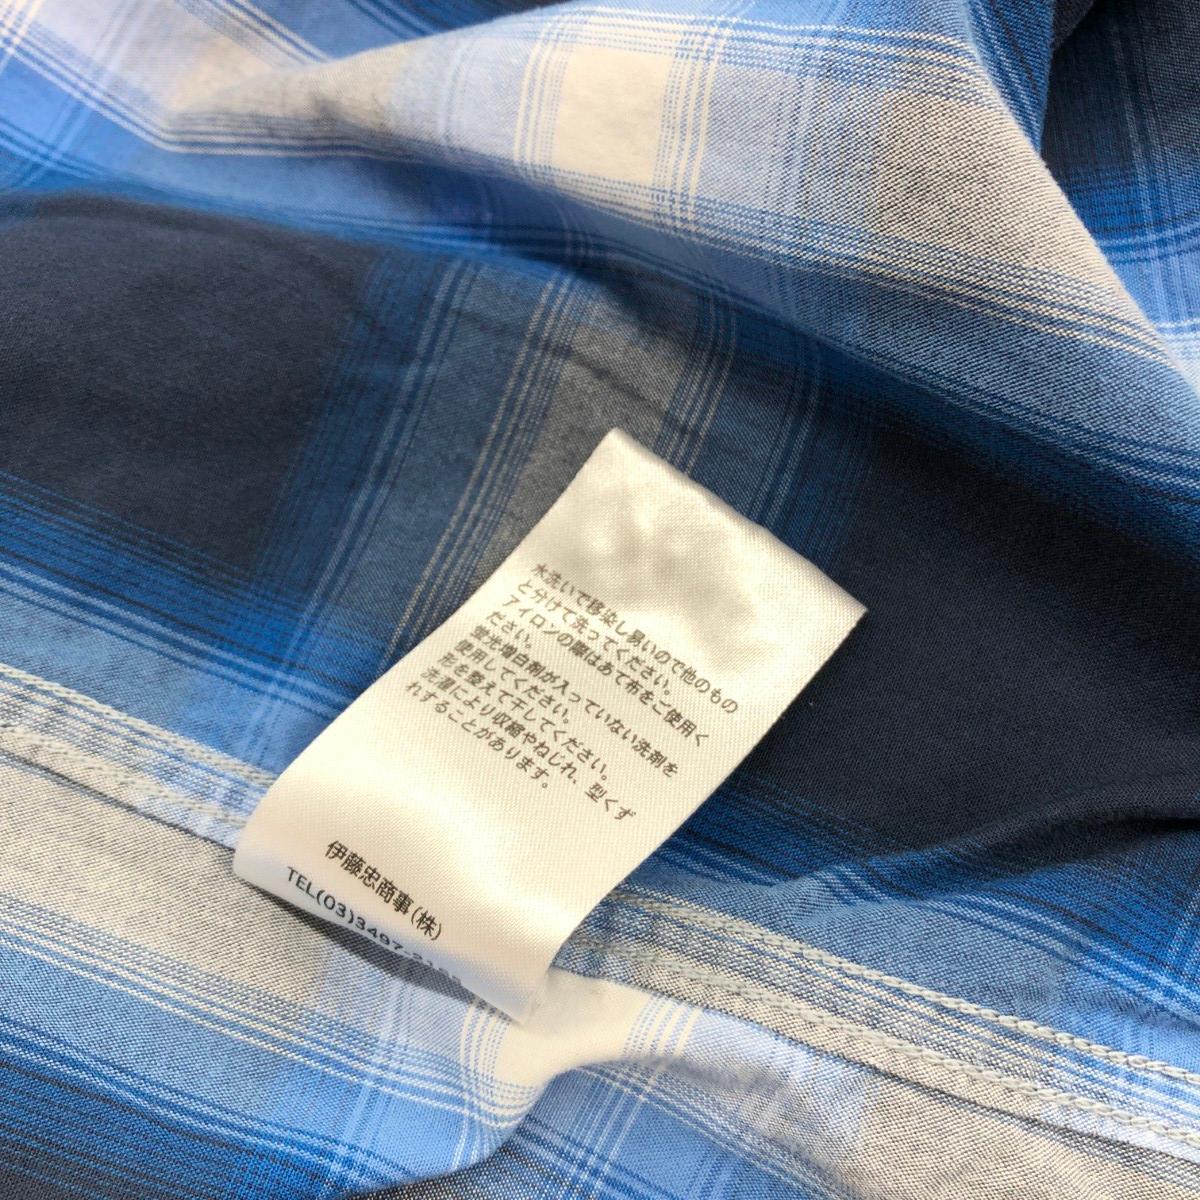 水洗いで移染し易いので他のもの
と分けて洗ってください。
アイロンの際はあて布をご使用く
ださい。
蛍光増白剤が入っていない洗剤を
使用してください。
形を整えて干してください。
洗濯により収縮やねじれ、型くず
れすることがあります。
伊藤忠商事(株)
TEL(03)3497-